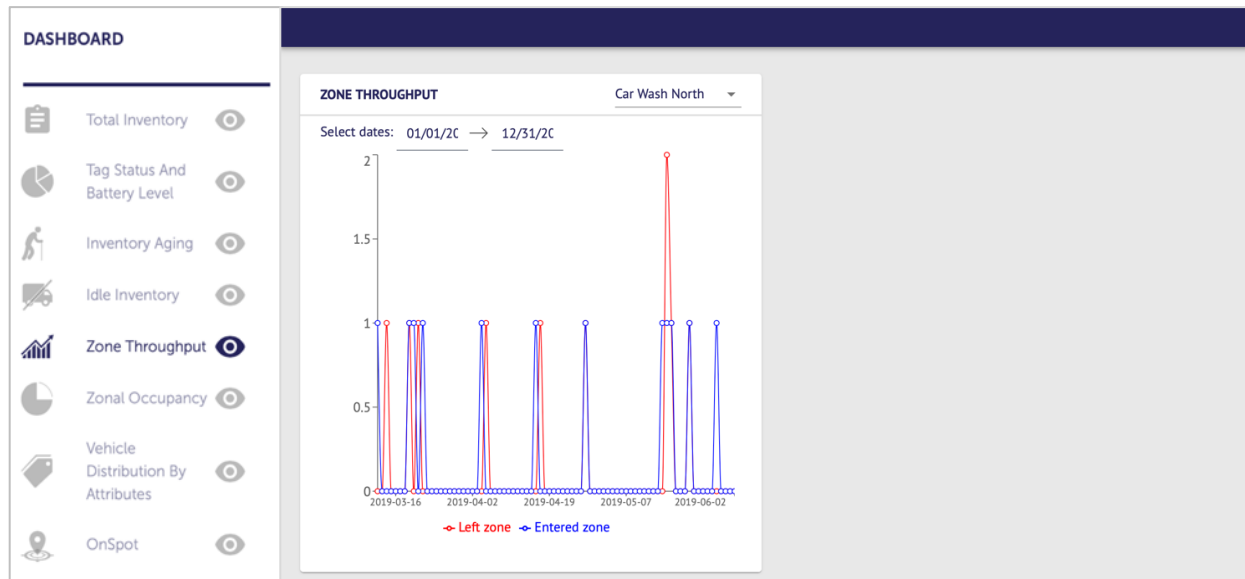 DASHBOARD
Total Inventory
Tag Status And
Battery Level
Inventory Aging
Idle Inventory
Zone Throughput
Zonal Occupancy
Vehicle
Distribution By
Attributes
OnSpot
ZONE THROUGHPUT
Car Wash North
Select dates: 01/01/20 → 12/31/20
2
1.5
1
0.5
0
2019-03-16 2019-04-02 2019-04-19 2019-05-07 2019-06-02
Left zone Entered zone